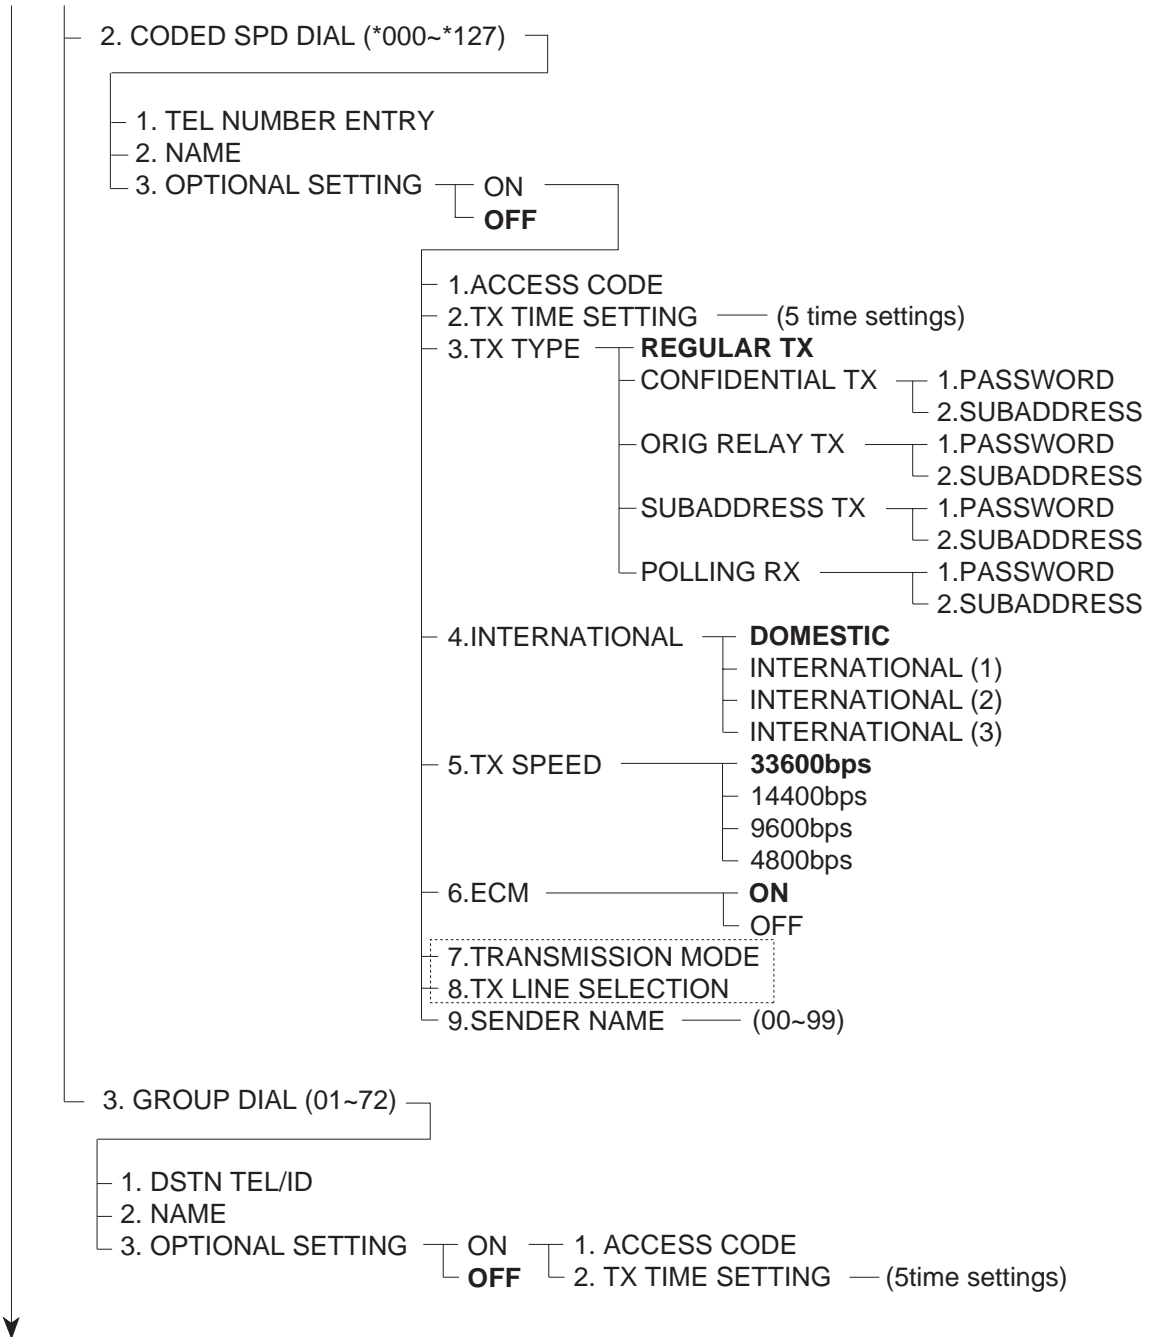 2. CODED SPD DIAL (*000~*127)
1. TEL NUMBER ENTRY
2. NAME
3. OPTIONAL SETTING ON
OFF
1.ACCESS CODE
2.TX TIME SETTING (5 time settings)
3.TX TYPE REGULAR TX
CONFIDENTIAL TX 1.PASSWORD
2.SUBADDRESS
ORIG RELAY TX 1.PASSWORD
2.SUBADDRESS
SUBADDRESS TX 1.PASSWORD
2.SUBADDRESS
POLLING RX 1.PASSWORD
2.SUBADDRESS
4.INTERNATIONAL DOMESTIC
INTERNATIONAL (1)
INTERNATIONAL (2)
INTERNATIONAL (3)
5.TX SPEED 33600bps
14400bps
9600bps
4800bps
6.ECM ON
OFF
7.TRANSMISSION MODE
8.TX LINE SELECTION
9.SENDER NAME (00~99)
3. GROUP DIAL (01~72)
1. DSTN TEL/ID
2. NAME
3. OPTIONAL SETTING ON 1. ACCESS CODE
OFF 2. TX TIME SETTING (5time settings)